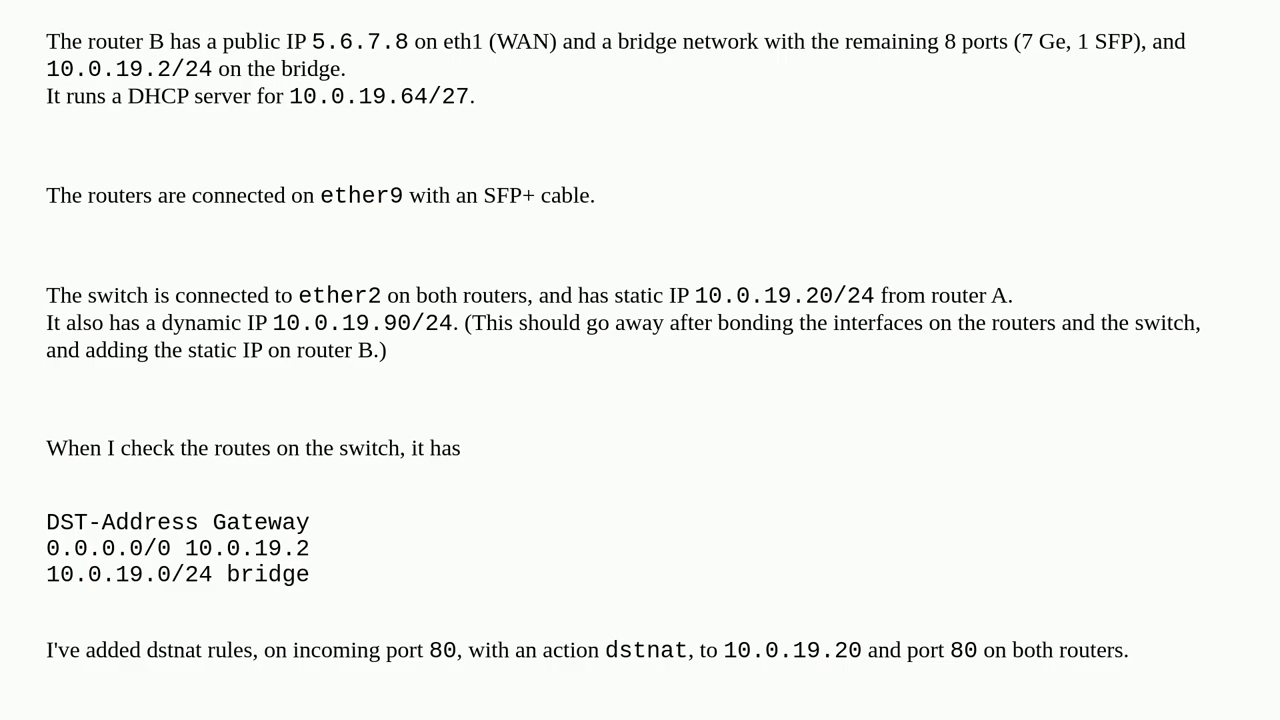 The router B has a public IP 5.6.7.8 on eth1 (WAN) and a bridge network with the remaining 8 ports (7 Ge, 1 SFP), and
10.0.19.2/24 on the bridge.
It runs a DHCP server for 10.0.19.64/27.
The routers are connected on ether9 with an SFP+ cable.
The switch is connected to ether2 on both routers, and has static IP 10.0.19.20/24 from router A.
It also has a dynamic IP 10.0.19.90/24. (This should go away after bonding the interfaces on the routers and the switch,
and adding the static IP on router B.)
When I check the routes on the switch, it has
DST-Address Gateway
0.0.0.0/0 10.0.19.2
10.0.19.0/24 bridge
I've added dstnat rules, on incoming port 80, with an action dstnat, to 10.0.19.20 and port 80 on both routers.